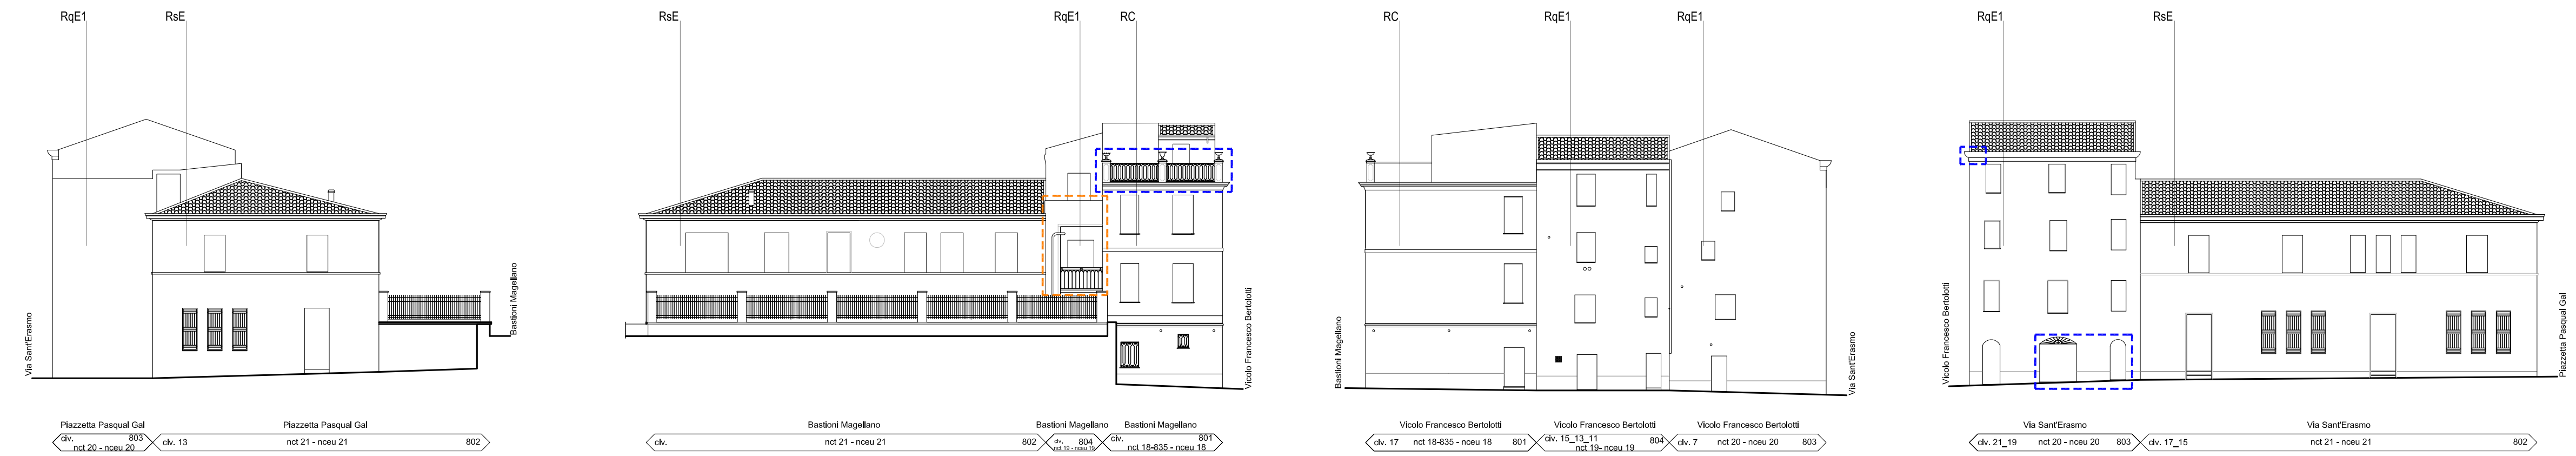 RqE1
RsE
Via Sant'Erasmo
Bastioni Magellano
Piazzetta Pasqual Gal
civ. 803
nct 20 - nceu 20
Piazzetta Pasqual Gal
civ. 13 nct 21 - nceu 21 802
RsE
RqE1
RC
Vicolo Francesco Bertolotti
Bastioni Magellano
civ. nct 21 - nceu 21 802
Bastioni Magellano
civ. 804
nct 19 - nceu 19
Bastioni Magellano
civ. 801
nct 18-835 - nceu 18
RC
RqE1
RqE1
Bastioni Magellano
Via Sant'Erasmo
Vicolo Francesco Bertolotti
civ. 17 nct 18-835 - nceu 18 801
Vicolo Francesco Bertolotti
civ. 15_13_11 804
nct 19- nceu 19
Vicolo Francesco Bertolotti
civ. 7 nct 20 - nceu 20 803
RqE1
RsE
Vicolo Francesco Bertolotti
Piazzetta Pasqual Gal
Via Sant'Erasmo
civ. 21_19 nct 20 - nceu 20 803
Via Sant'Erasmo
civ. 17_15 nct 21 - nceu 21 802